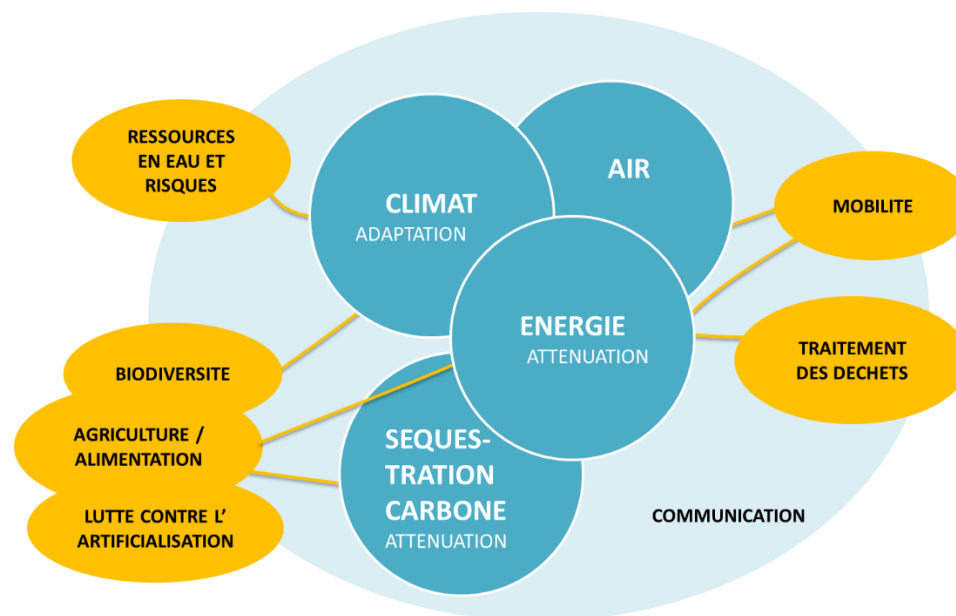 RESSOURCES
EN EAU ET
RISQUES
CLIMAT
ADAPTATION
AIR
MOBILITE
ENERGIE
ATTENUATION
TRAITEMENT
DES DECHETS
BIODIVERSITE
AGRICULTURE /
ALIMENTATION
LUTTE CONTRE L’
ARTIFICIALISATION
SEQUES-
TRATION
CARBONE
ATTENUATION
COMMUNICATION